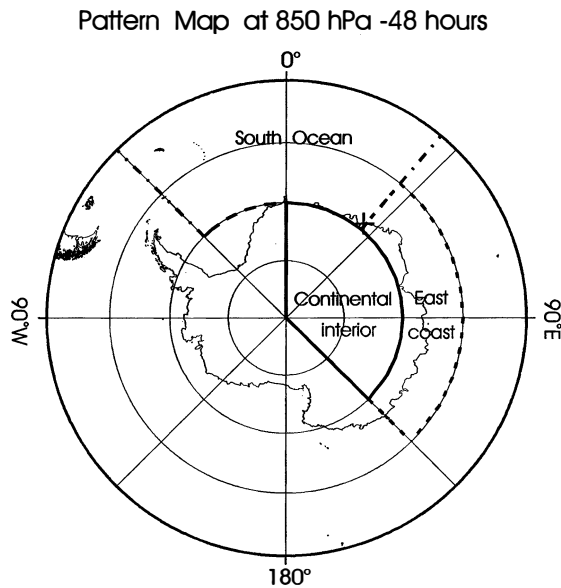 Pattern Map at 850 hPa -48 hours
0°
South Ocean
90°W
Continental
interior
East
coast
90°E
180°